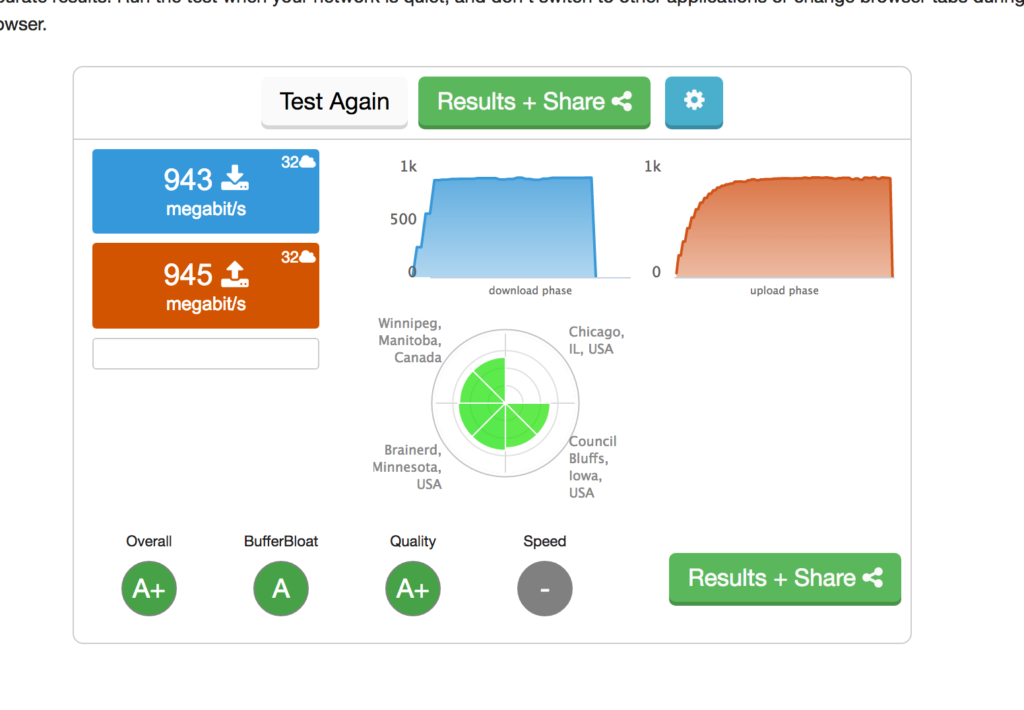 accurate results. Run the test when your network is quiet, and don't switch to other applications or change browser tabs during
owser.
Test Again
Results + Share
32
943
megabit/s
32
945
megabit/s
1k
500
0
download phase
1k
0
upload phase
Winnipeg,
Manitoba,
Canada
Chicago,
IL, USA
Brainerd,
Minnesota,
USA
Council
Bluffs,
Iowa,
USA
Overall
BufferBloat
Quality
Speed
A+
A
A+
-
Results + Share